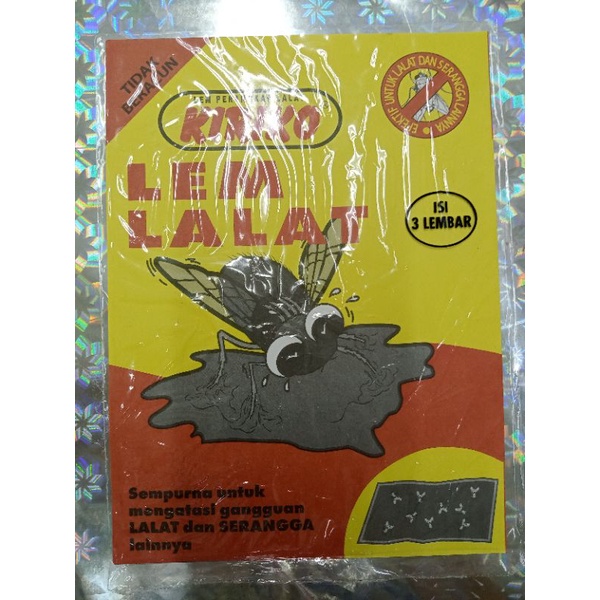 TIDAK
BERACUN
LEM LALAT
EFEKTIF UNTUK LALAT DAN SERANGGA LAINNYA
ISI
3 LEMBAR
Sempurna untuk
mengatasi gangguan
LALAT dan SERANGGA
lainnya